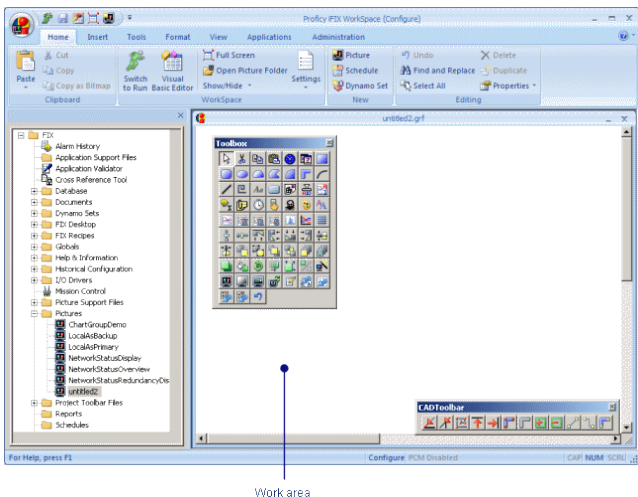 Proficy iFIX WorkSpace (Configure)
Home Insert Tools Format View Applications Administration
Paste
Cut
Copy
Copy as Bitmap
Clipboard
Switch to Run
Visual Basic Editor
Full Screen
Open Picture Folder
Show/Hide
Settings
WorkSpace
Picture
Schedule
Dynamo Set
New
Undo
Find and Replace
Select All
Delete
Duplicate
Properties
Editing
FIX
Alarm History
Application Support Files
Application Validator
Cross Reference Tool
Database
Documents
Dynamo Sets
FIX Desktop
FIX Recipes
Globals
Help & Information
Historical Configuration
I/O Drivers
Mission Control
Picture Support Files
Pictures
ChartGroupDemo
LocalAsBackup
LocalAsPrimary
NetworkStatusDisplay
NetworkStatusOverview
NetworkStatusRedundancyDis
untitled2
Project Toolbar Files
Reports
Schedules
untitled2.grf
Toolbox
Aa
CADToolbar
For Help, press F1
Configure PCM Disabled
CAP NUM SCRL
Work area